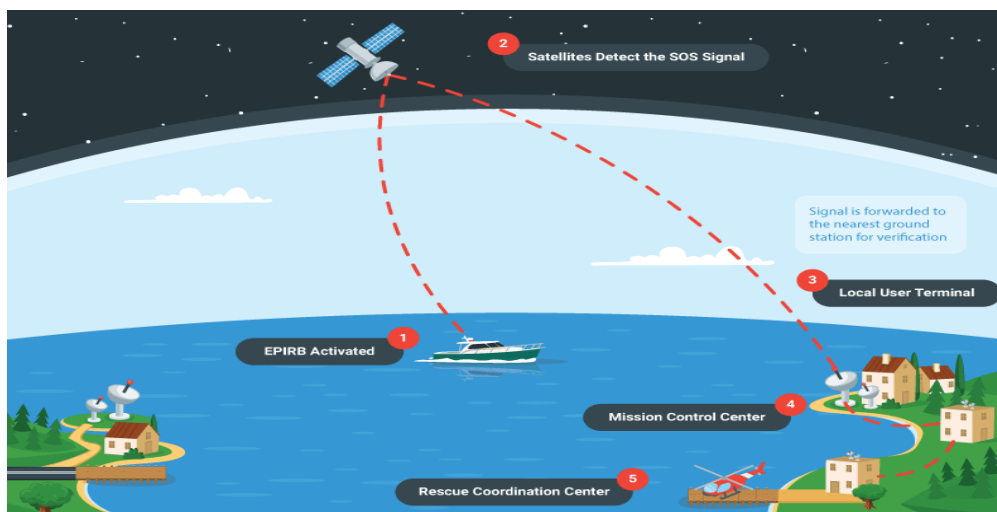 2
Satellites Detect the SOS Signal
Signal is forwarded to
the nearest ground
station for verification
3
Local User Terminal
1
EPIRB Activated
4
Mission Control Center
5
Rescue Coordination Center